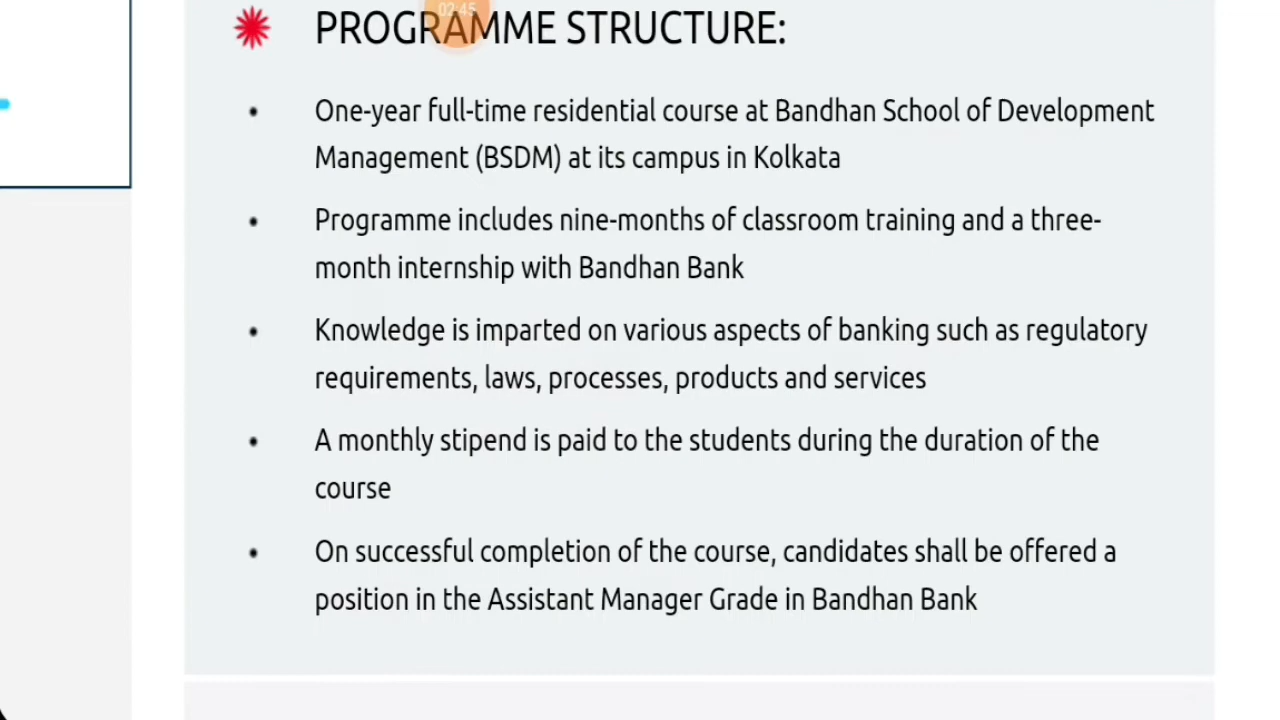 02:45
PROGRAMME STRUCTURE:
• One-year full-time residential course at Bandhan School of Development
Management (BSDM) at its campus in Kolkata
• Programme includes nine-months of classroom training and a three-
month internship with Bandhan Bank
• Knowledge is imparted on various aspects of banking such as regulatory
requirements, laws, processes, products and services
• A monthly stipend is paid to the students during the duration of the
course
• On successful completion of the course, candidates shall be offered a
position in the Assistant Manager Grade in Bandhan Bank